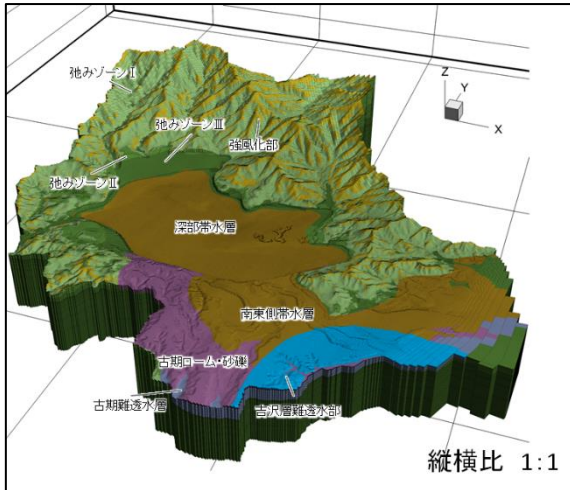 弛みゾーンⅠ
弛みゾーンⅢ
強風化部
弛みゾーンⅡ
深部帯水層
南東側帯水層
古期ローム・砂礫
古期難透水層
吉沢層難透水部
Z
Y
X
縦横比 1:1